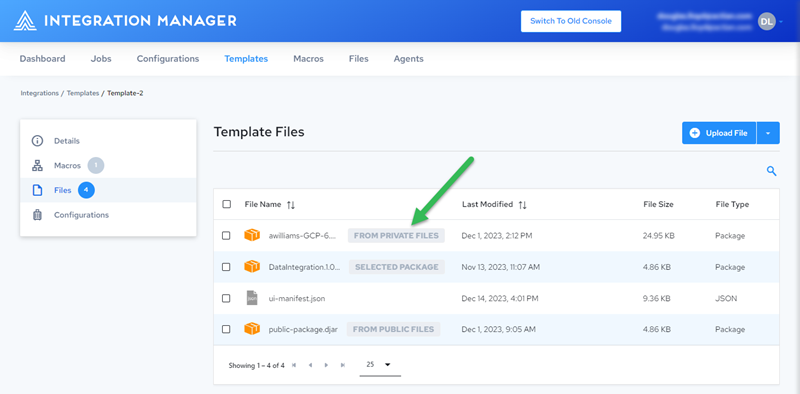 INTEGRATION MANAGER
Switch To Old Console
DL
Dashboard Jobs Configurations Templates Macros Files Agents
Integrations / Templates / Template-2
Details
Macros 1
Files 4
Configurations
Template Files
Upload File
File Name Last Modified File Size File Type
awilliams-GCP-6.... FROM PRIVATE FILES Dec 1, 2023, 2:12 PM 24.95 KB Package
DataIntegration.1.0... SELECTED PACKAGE Nov 13, 2023, 11:07 AM 4.86 KB Package
ui-manifest.json Dec 14, 2023, 4:01 PM 9.36 KB JSON
public-package.djar FROM PUBLIC FILES Dec 1, 2023, 9:05 AM 4.86 KB Package
Showing 1 – 4 of 4 25